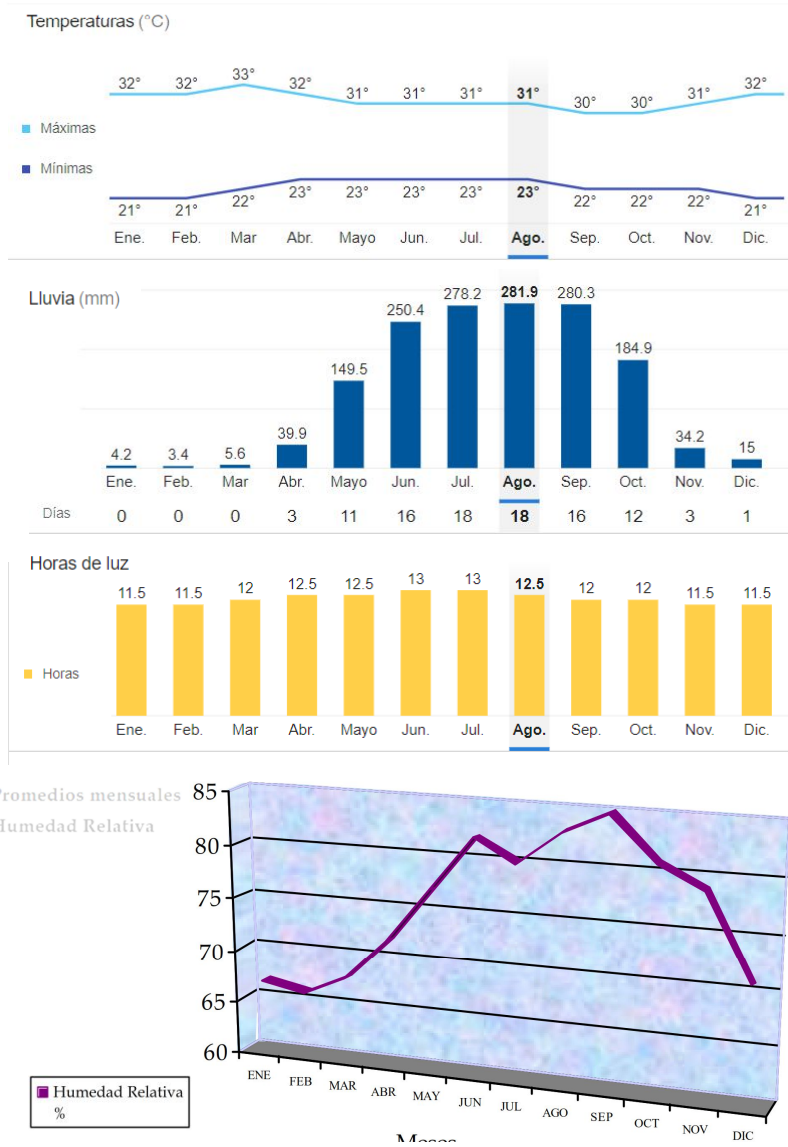 Temperaturas (°C)
32° 32° 33° 32° 31° 31° 31° 31° 30° 30° 31° 32°
Máximas
Mínimas
21° 21° 22° 23° 23° 23° 23° 23° 22° 22° 22° 21°
Ene. Feb. Mar Abr. Mayo Jun. Jul. Ago. Sep. Oct. Nov. Dic.
Lluvia (mm)
4.2 3.4 5.6 39.9 149.5 250.4 278.2 281.9 280.3 184.9 34.2 15
Ene. Feb. Mar Abr. Mayo Jun. Jul. Ago. Sep. Oct. Nov. Dic.
Días 0 0 0 3 11 16 18 18 16 12 3 1
Horas de luz
11.5 11.5 12 12.5 12.5 13 13 12.5 12 12 11.5 11.5
Horas
Ene. Feb. Mar Abr. Mayo Jun. Jul. Ago. Sep. Oct. Nov. Dic.
Promedios mensuales
Humedad Relativa
85
80
75
70
65
60
ENE FEB MAR ABR MAY JUN JUL AGO SEP OCT NOV DIC
Humedad Relativa
%
Meses